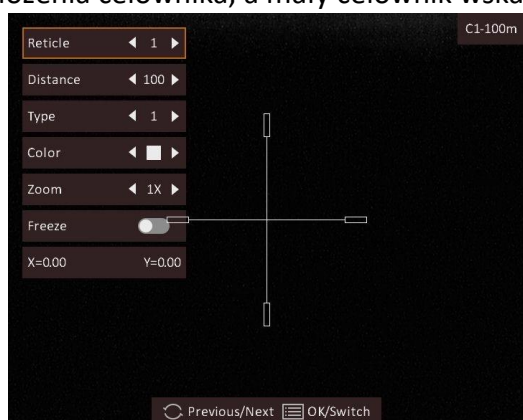 C1-100m
Reticle 1
Distance 100
Type 1
Color
Zoom 1X
Freeze
X=0.00 Y=0.00
Previous/Next OK/Switch